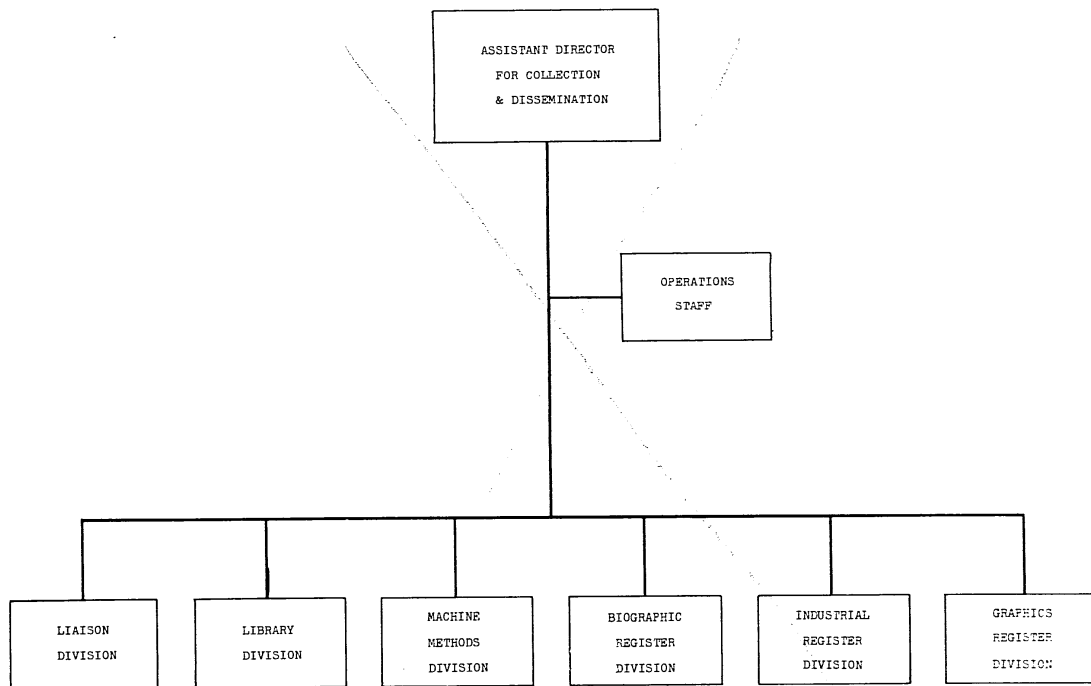 ASSISTANT DIRECTOR
FOR COLLECTION
& DISSEMINATION
OPERATIONS
STAFF
LIAISON
DIVISION
LIBRARY
DIVISION
MACHINE
METHODS
DIVISION
BIOGRAPHIC
REGISTER
DIVISION
INDUSTRIAL
REGISTER
DIVISION
GRAPHICS
REGISTER
DIVISION